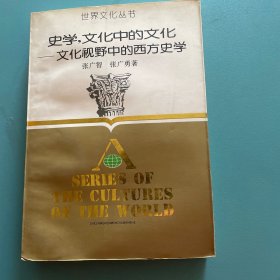 世界文化丛书
史学,文化中的文化
——文化视野中的西方史学
张广智 张广勇著
A
SERIES OF
THE CULTURES
OF THE WORLD